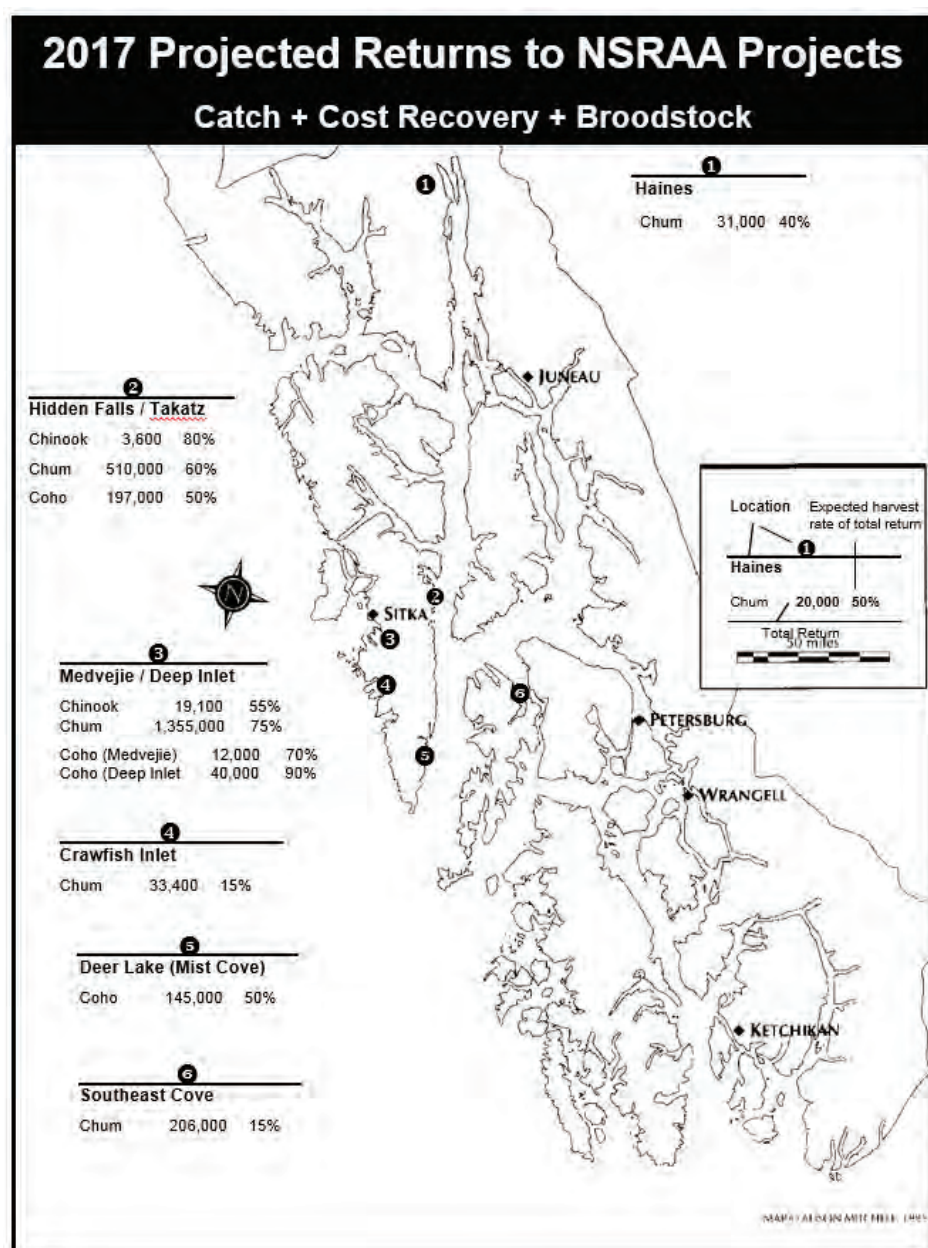 2017 Projected Returns to NSRAA Projects
Catch + Cost Recovery + Broodstock
1
Haines
Chum 31,000 40%
1
JUNEAU
2
Hidden Falls / Takatz
Chinook 3,600 80%
Chum 510,000 60%
Coho 197,000 50%
Location Expected harvest
rate of total return
1
Haines
Chum 20,000 50%
Total Return
50 miles
N
2
SITKA
3
4
5
6
PETERSBURG
WRANGELL
KETCHIKAN
3
Medvejie / Deep Inlet
Chinook 19,100 55%
Chum 1,355,000 75%
Coho (Medvejie) 12,000 70%
Coho (Deep Inlet 40,000 90%
4
Crawfish Inlet
Chum 33,400 15%
5
Deer Lake (Mist Cove)
Coho 145,000 50%
6
Southeast Cove
Chum 206,000 15%